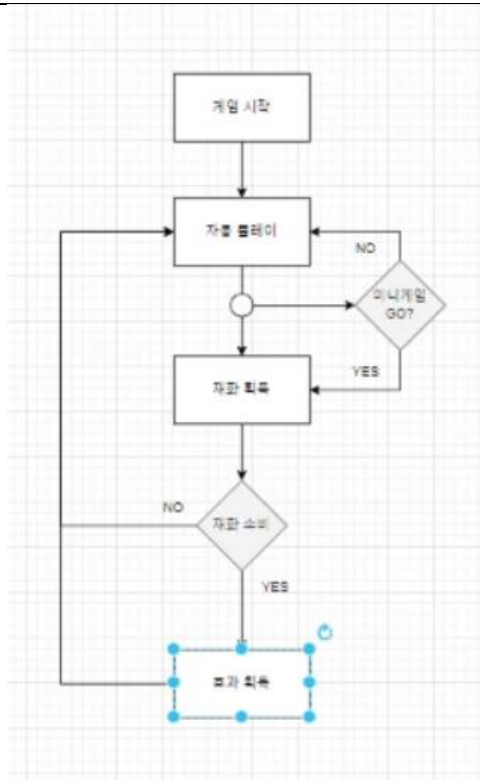 게임 시작
자동 플레이
NO
미니게임
GO?
재화 획득
YES
NO
재화 소비
YES
효과 획득